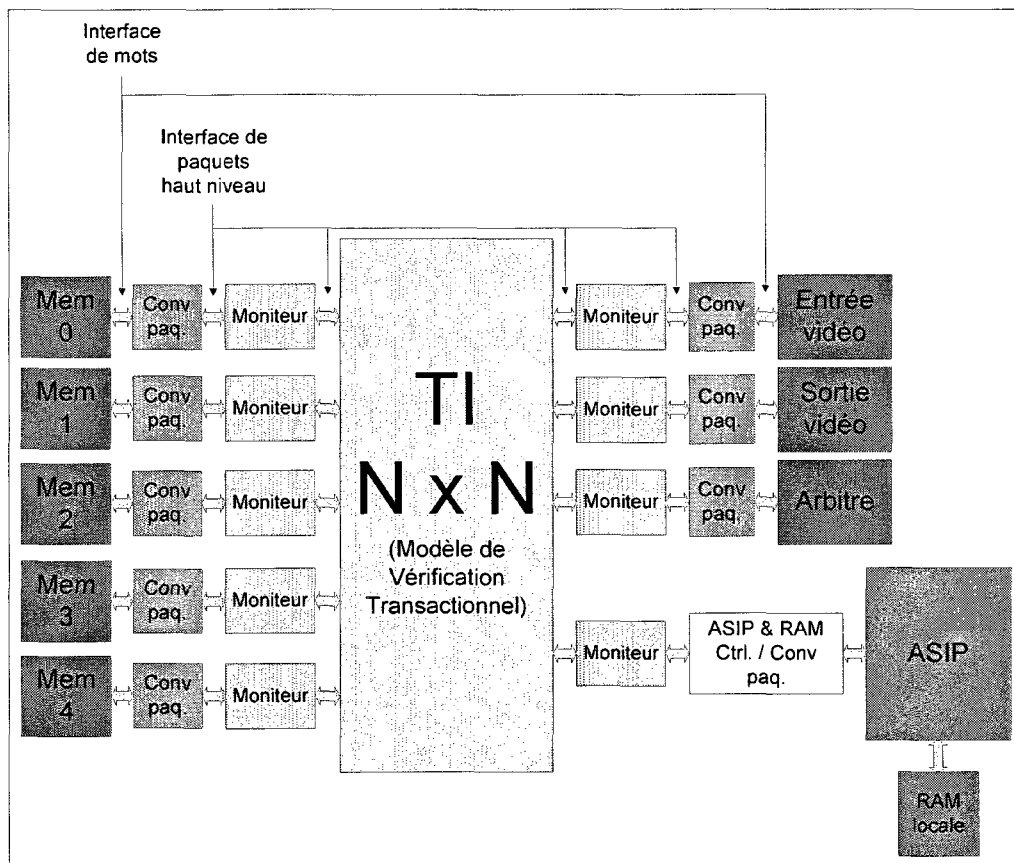 Interface
de mots
Interface de
paquets
haut niveau
Mem
0
Conv
paq.
Moniteur
Mem
1
Conv
paq.
Moniteur
Mem
2
Conv
paq.
Moniteur
Mem
3
Conv
paq.
Moniteur
Mem
4
Conv
paq.
Moniteur
TI
N x N
(Modèle de
Vérification
Transactionnel)
Moniteur
Conv
paq.
Entrée
vidéo
Moniteur
Conv
paq.
Sortie
vidéo
Moniteur
Conv
paq.
Arbitre
Moniteur
ASIP & RAM
Ctrl. / Conv
paq.
ASIP
RAM
locale